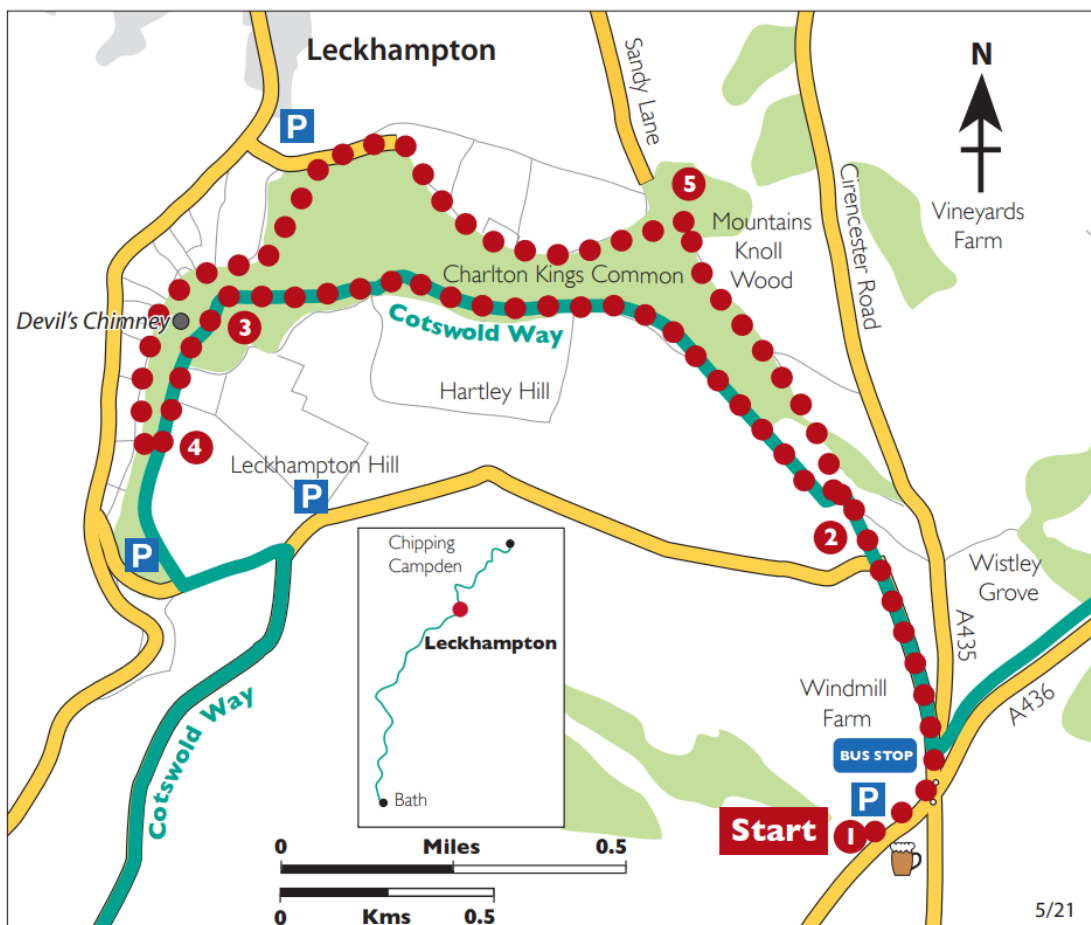 Leckhampton
Sandy Lane
N
P
5
Cirencester Road
Vineyards
Farm
Mountains
Knoll
Wood
Charlton Kings Common
Devil's Chimney
3
Cotswold Way
Hartley Hill
4
Leckhampton Hill
P
P
2
Wistley
Grove
A435
A436
Chipping
Campden
Leckhampton
Bath
Windmill
Farm
BUS STOP
P
Start
1
Cotswold Way
0 Miles 0.5
0 Kms 0.5
5/21